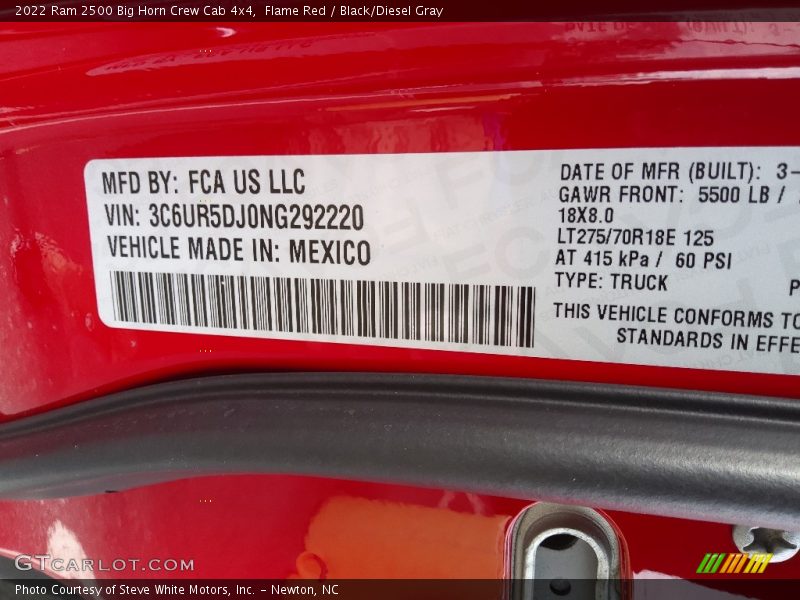 2022 Ram 2500 Big Horn Crew Cab 4x4,  Flame Red / Black/Diesel Gray
MFD BY: FCA US LLC
VIN: 3C6UR5DJ0NG292220
VEHICLE MADE IN: MEXICO
DATE OF MFR (BUILT): 3-
GAWR FRONT: 5500 LB /
18X8.0
LT275/70R18E 125
AT 415 kPa / 60 PSI
TYPE: TRUCK
P
THIS VEHICLE CONFORMS TO
STANDARDS IN EFFE
GTCARLOT.COM
Photo Courtesy of Steve White Motors, Inc. – Newton, NC